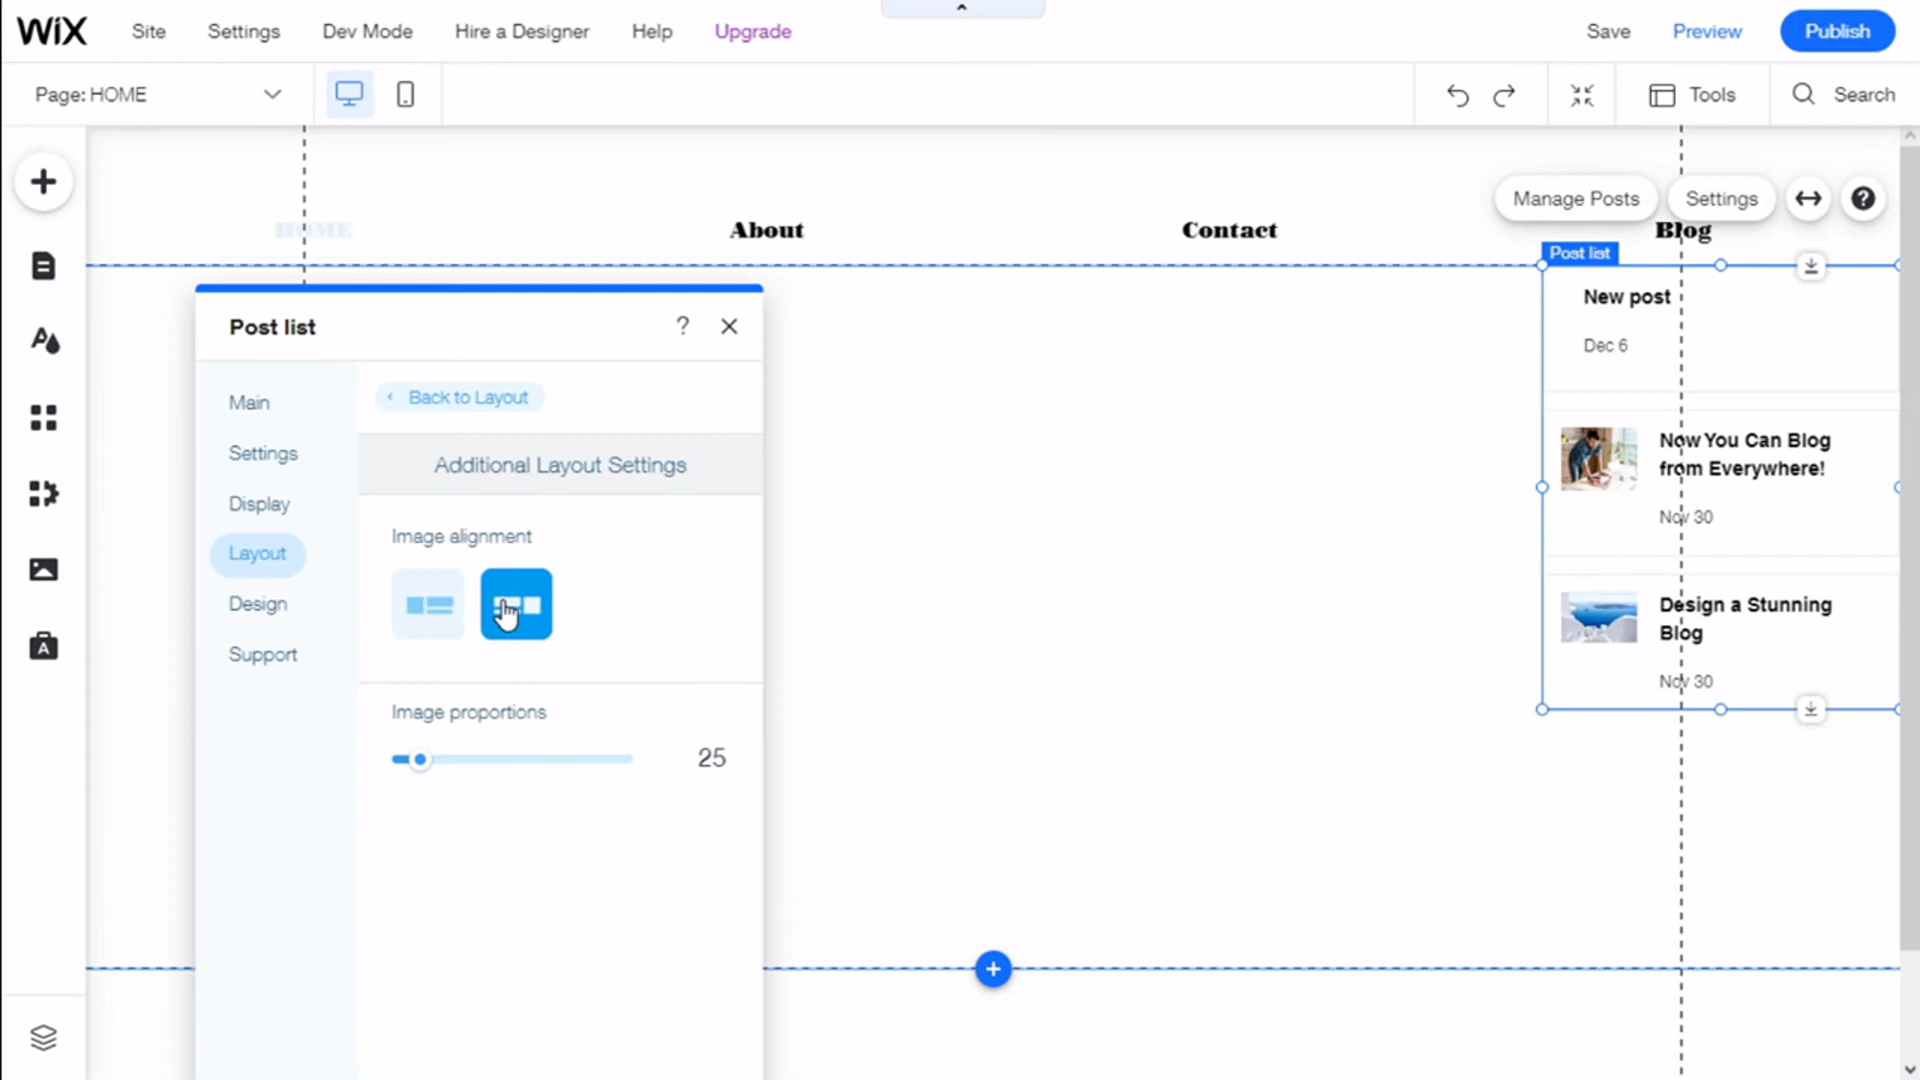 WiX
Site
Settings
Dev Mode
Hire a Designer
Help
Upgrade
Save
Preview
Publish
Page: HOME
Tools
Search
Manage Posts
Settings
?
HOME
About
Contact
Blog
Post list
Post list
?
Main
Settings
Display
Layout
Design
Support
Back to Layout
Additional Layout Settings
Image alignment
Image proportions
25
New post
Dec 6
Now You Can Blog
from Everywhere!
Nov 30
Design a Stunning
Blog
Nov 30
A